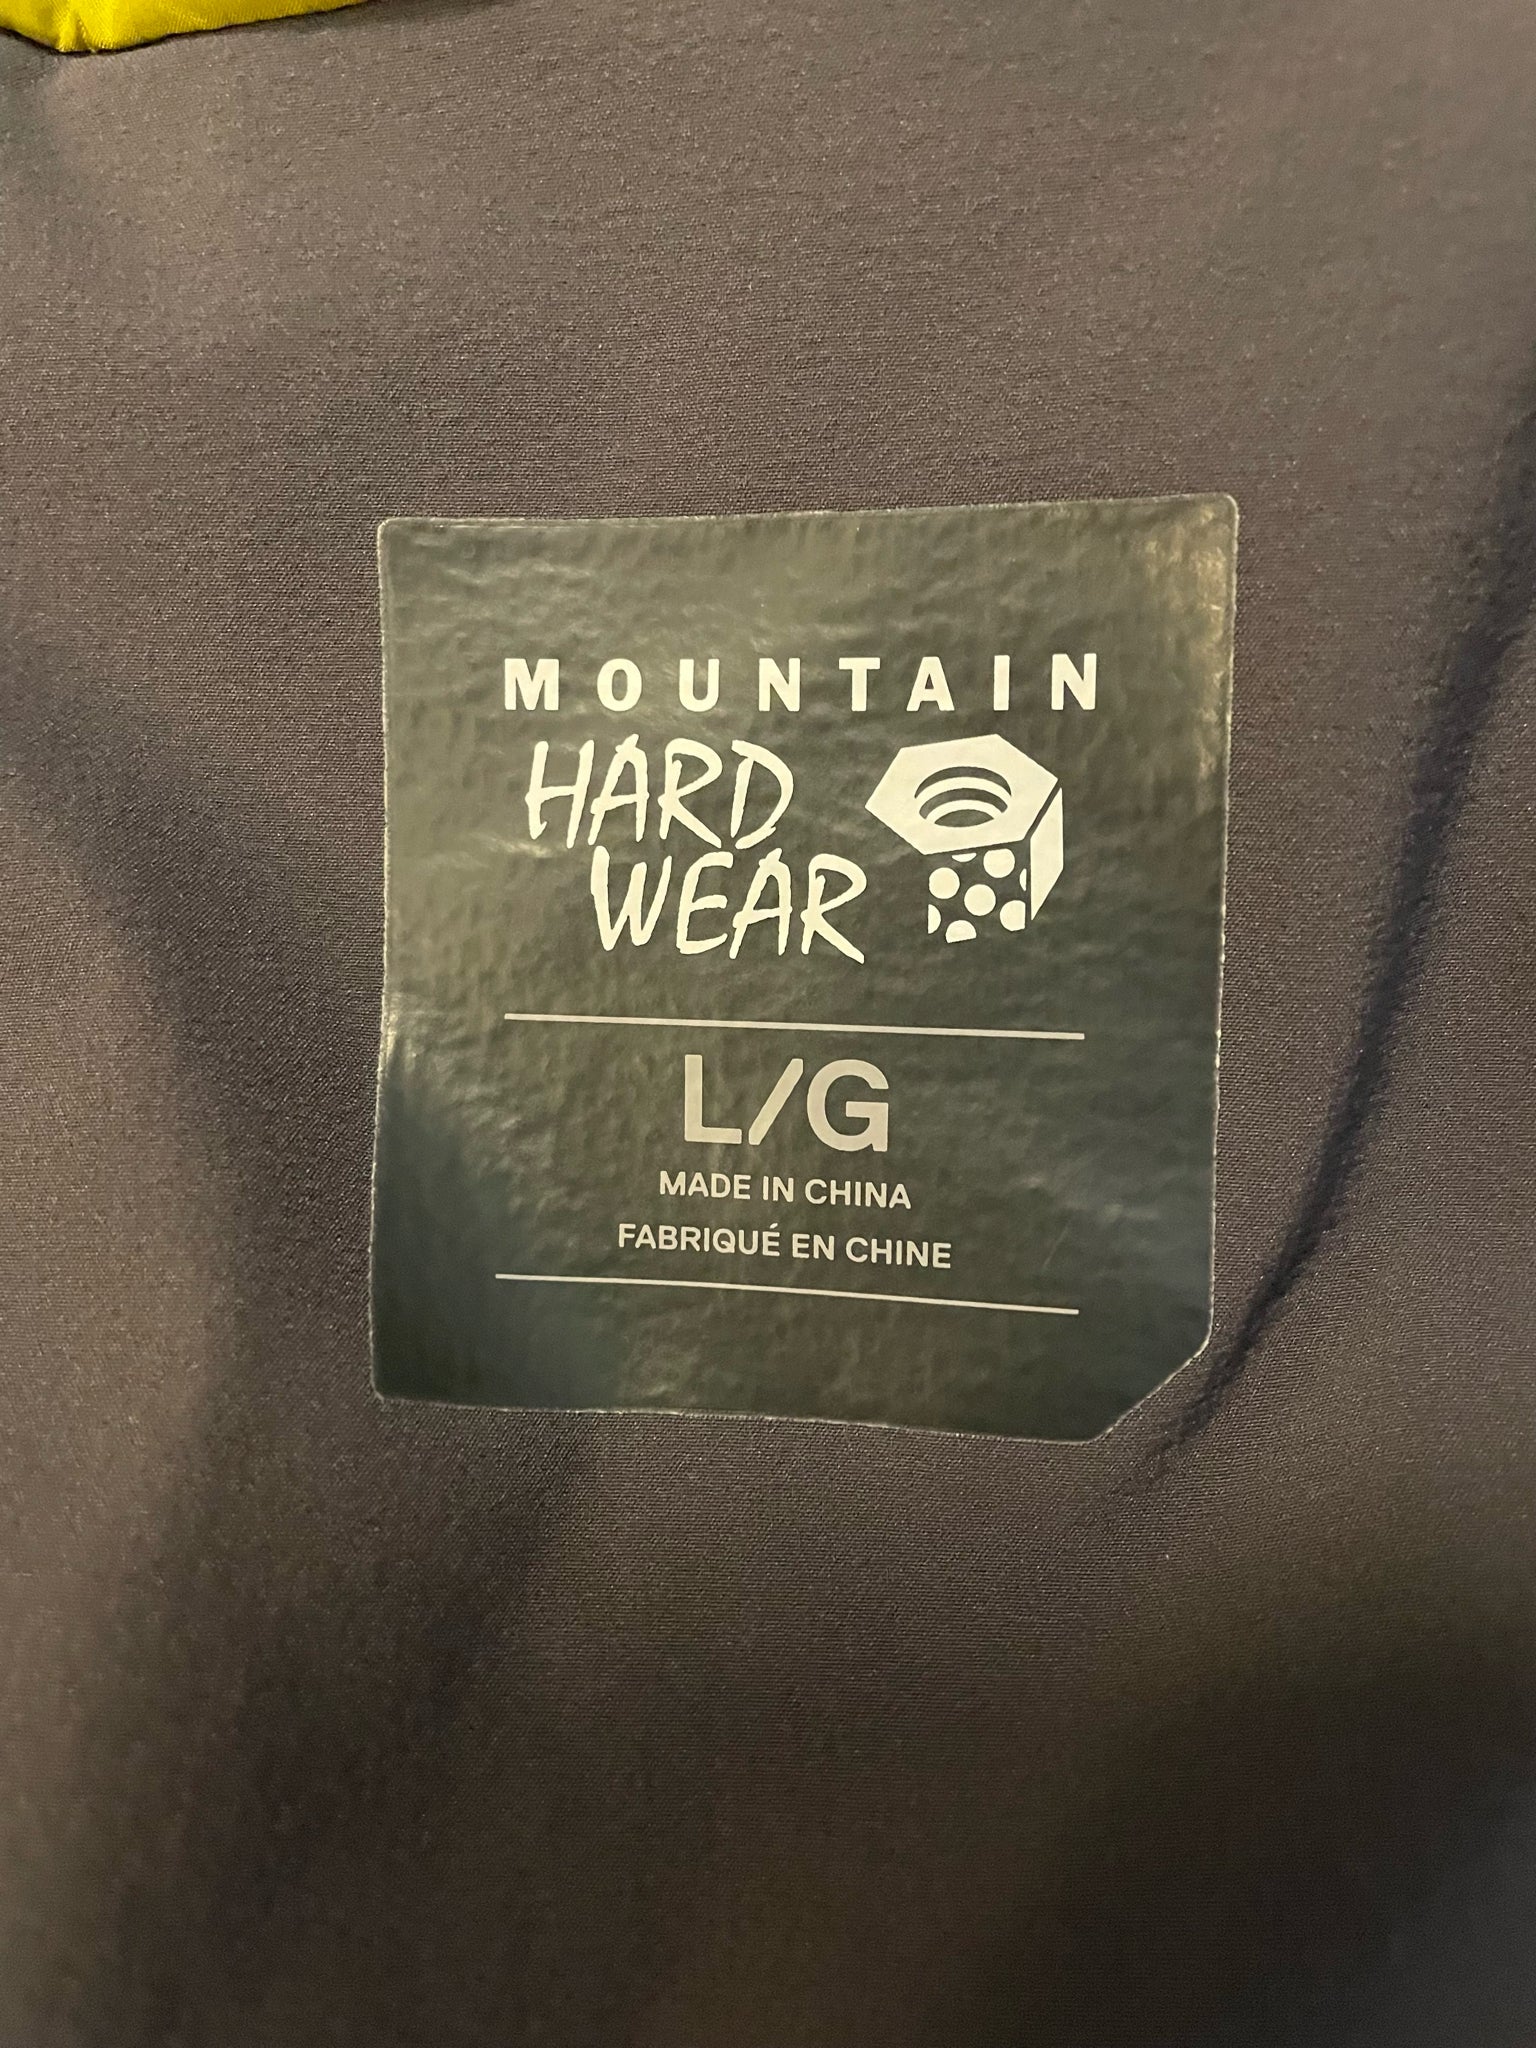 MOUNTAIN
HARD
WEAR
L/G
MADE IN CHINA
FABRIQUÉ EN CHINE